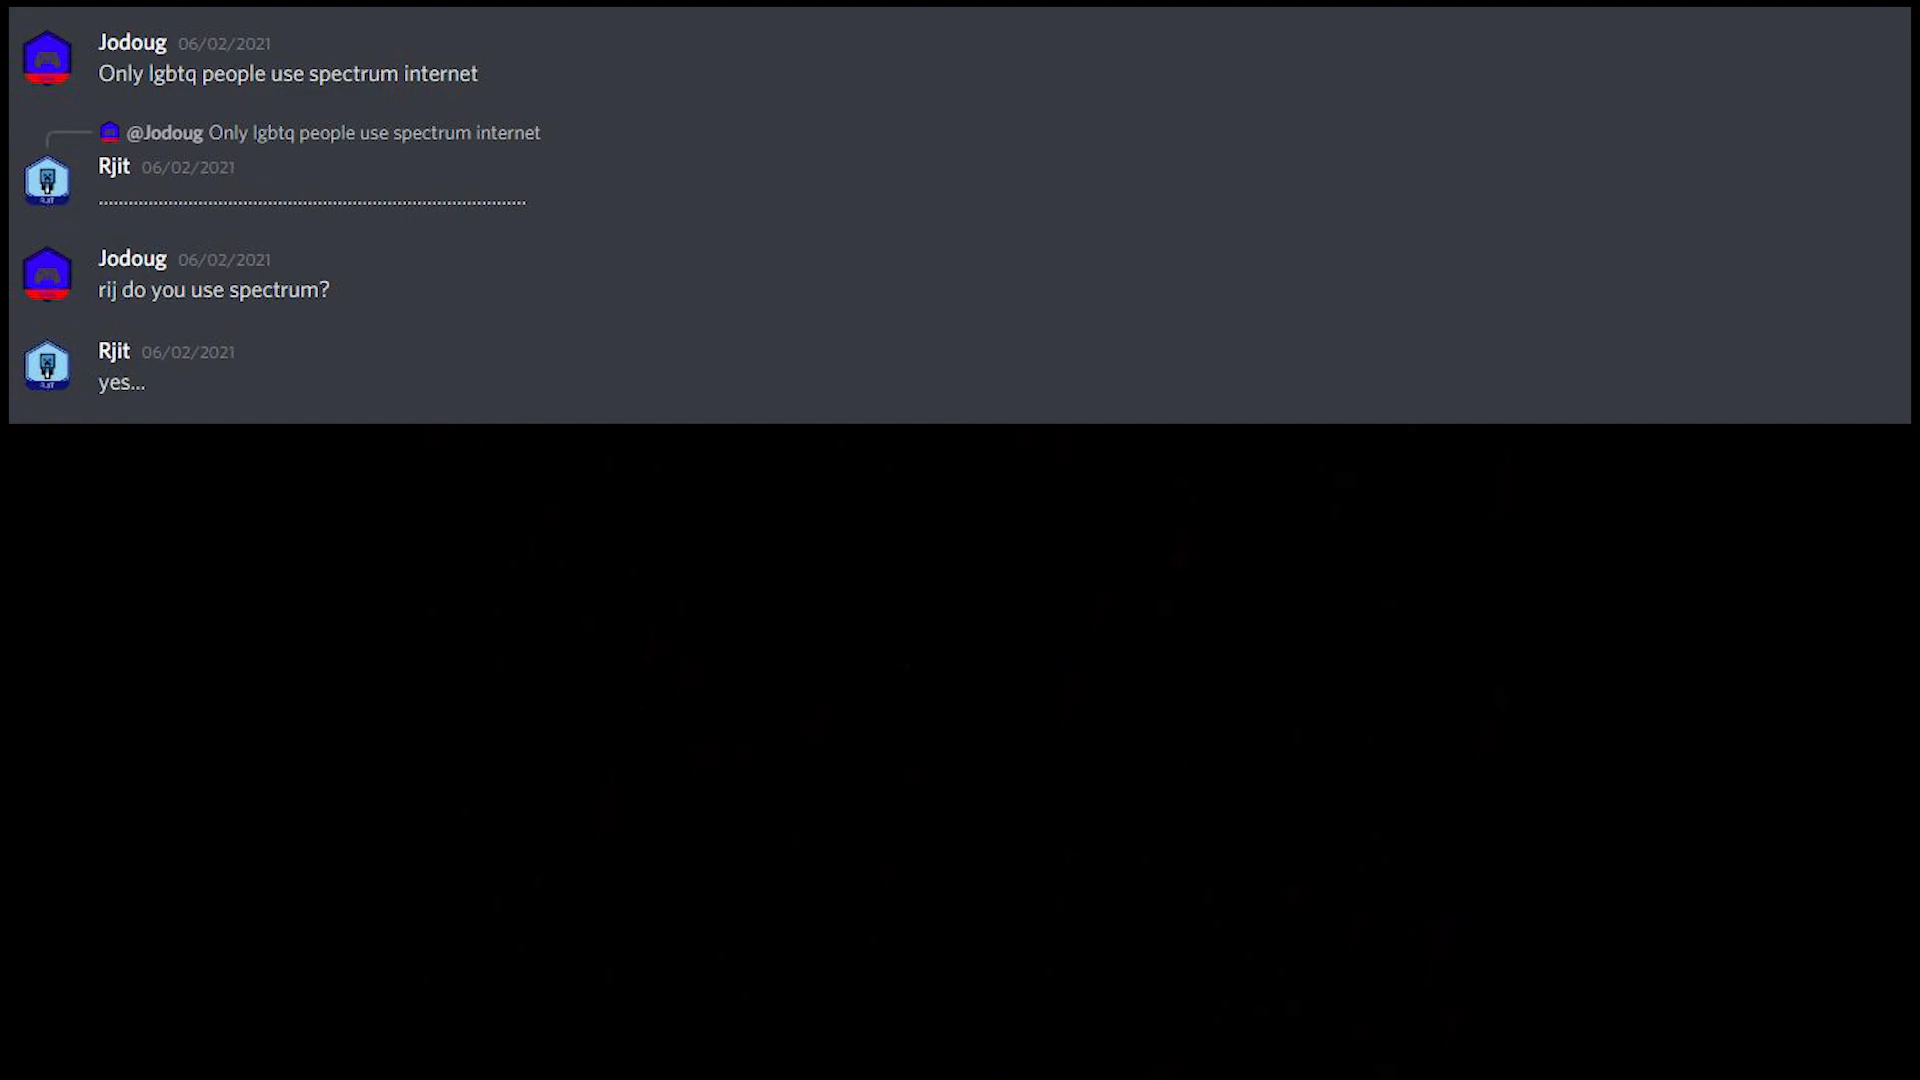 Jodoug 06/02/2021
Only lgbtq people use spectrum internet
@Jodoug Only lgbtq people use spectrum internet
Rjit 06/02/2021
......................................................................................
Jodoug 06/02/2021
rij do you use spectrum?
Rjit 06/02/2021
yes...